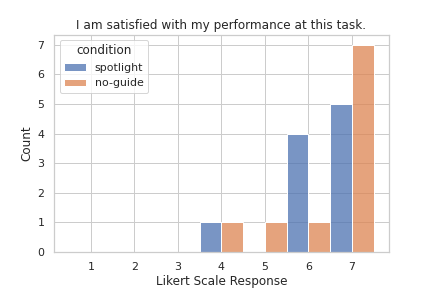 I am satisfied with my performance at this task.
condition
spotlight
no-guide
Count
7
6
5
4
3
2
1
0
1 2 3 4 5 6 7
Likert Scale Response